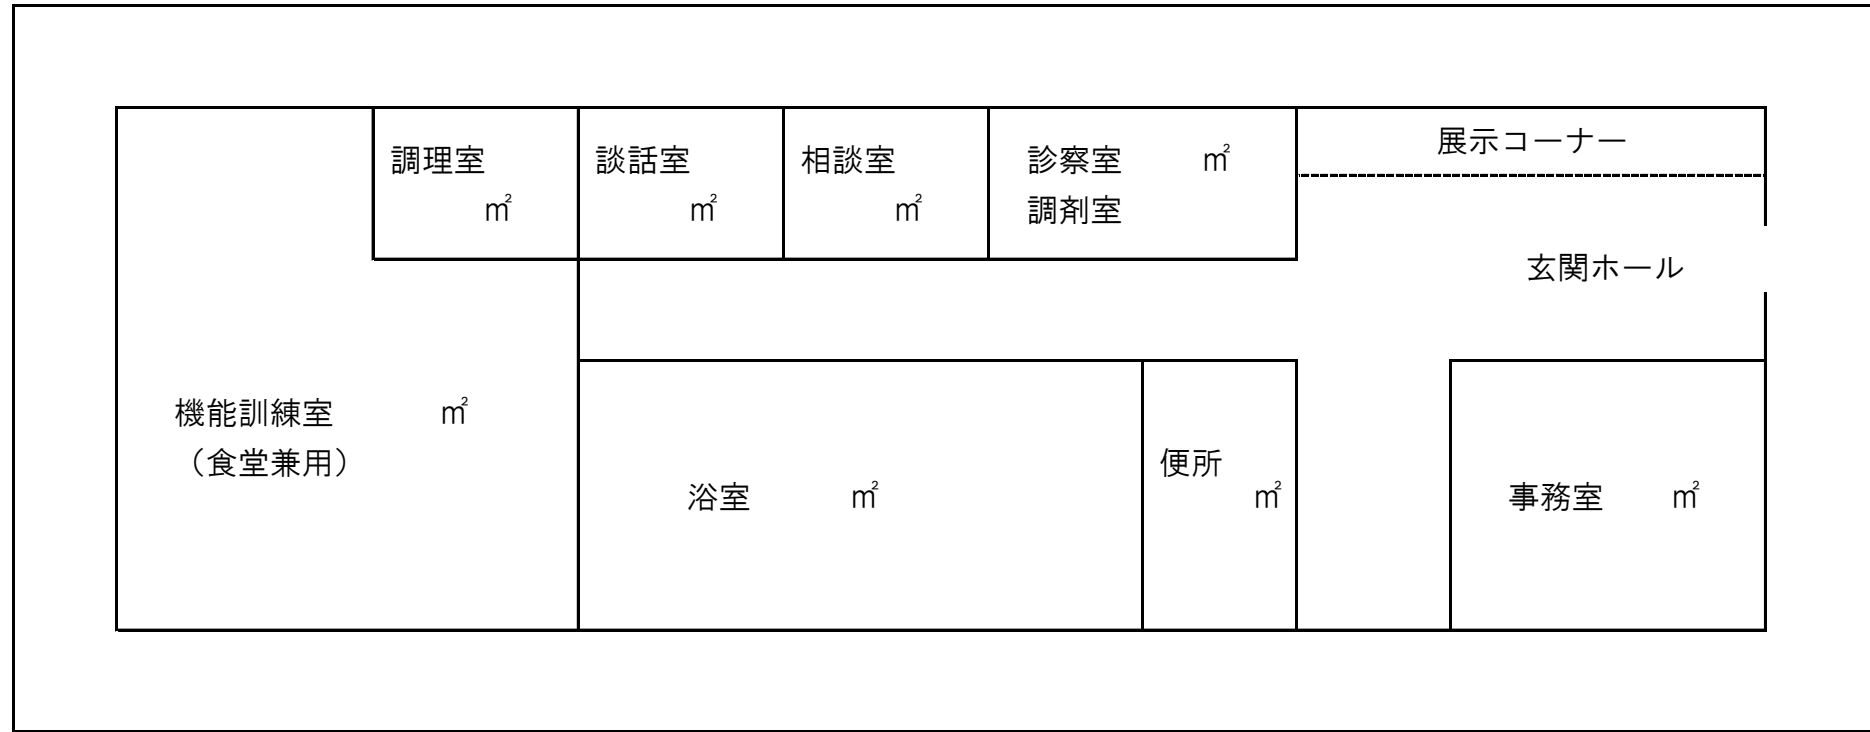 調理室
㎡
談話室
㎡
相談室
㎡
診察室 ㎡
調剤室
展示コーナー
玄関ホール
機能訓練室 ㎡
（食堂兼用）
浴室 ㎡
便所
㎡
事務室 ㎡